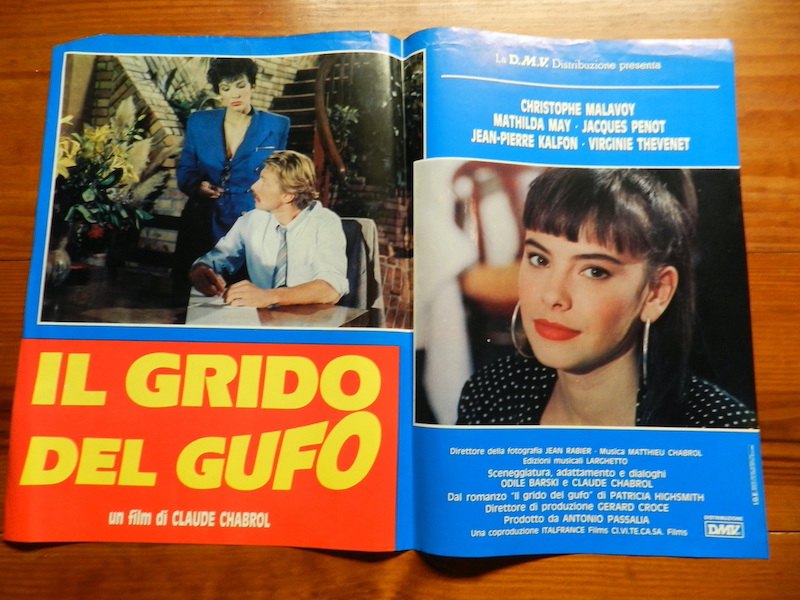 La D.M.V. Distribuzione presenta
CHRISTOPHE MALAVOY
MATHILDA MAY · JACQUES PENOT
JEAN-PIERRE KALFON · VIRGINIE THEVENET
IL GRIDO
DEL GUFO
un film di CLAUDE CHABROL
Direttore della fotografia JEAN RABIER · Musica MATTHIEU CHABROL
Edizioni musicali LARGHETTO
Sceneggiatura, adattamento e dialoghi
ODILE BARSKI e CLAUDE CHABROL
Dal romanzo "Il grido del gufo" di PATRICIA HIGHSMITH
Direttore di produzione GERARD CROCE
Prodotto da ANTONIO PASSALIA
Una coproduzione ITALFRANCE Films CI.VI.TE.CA.SA. Films
DISTRIBUZIONE
D.M.V.